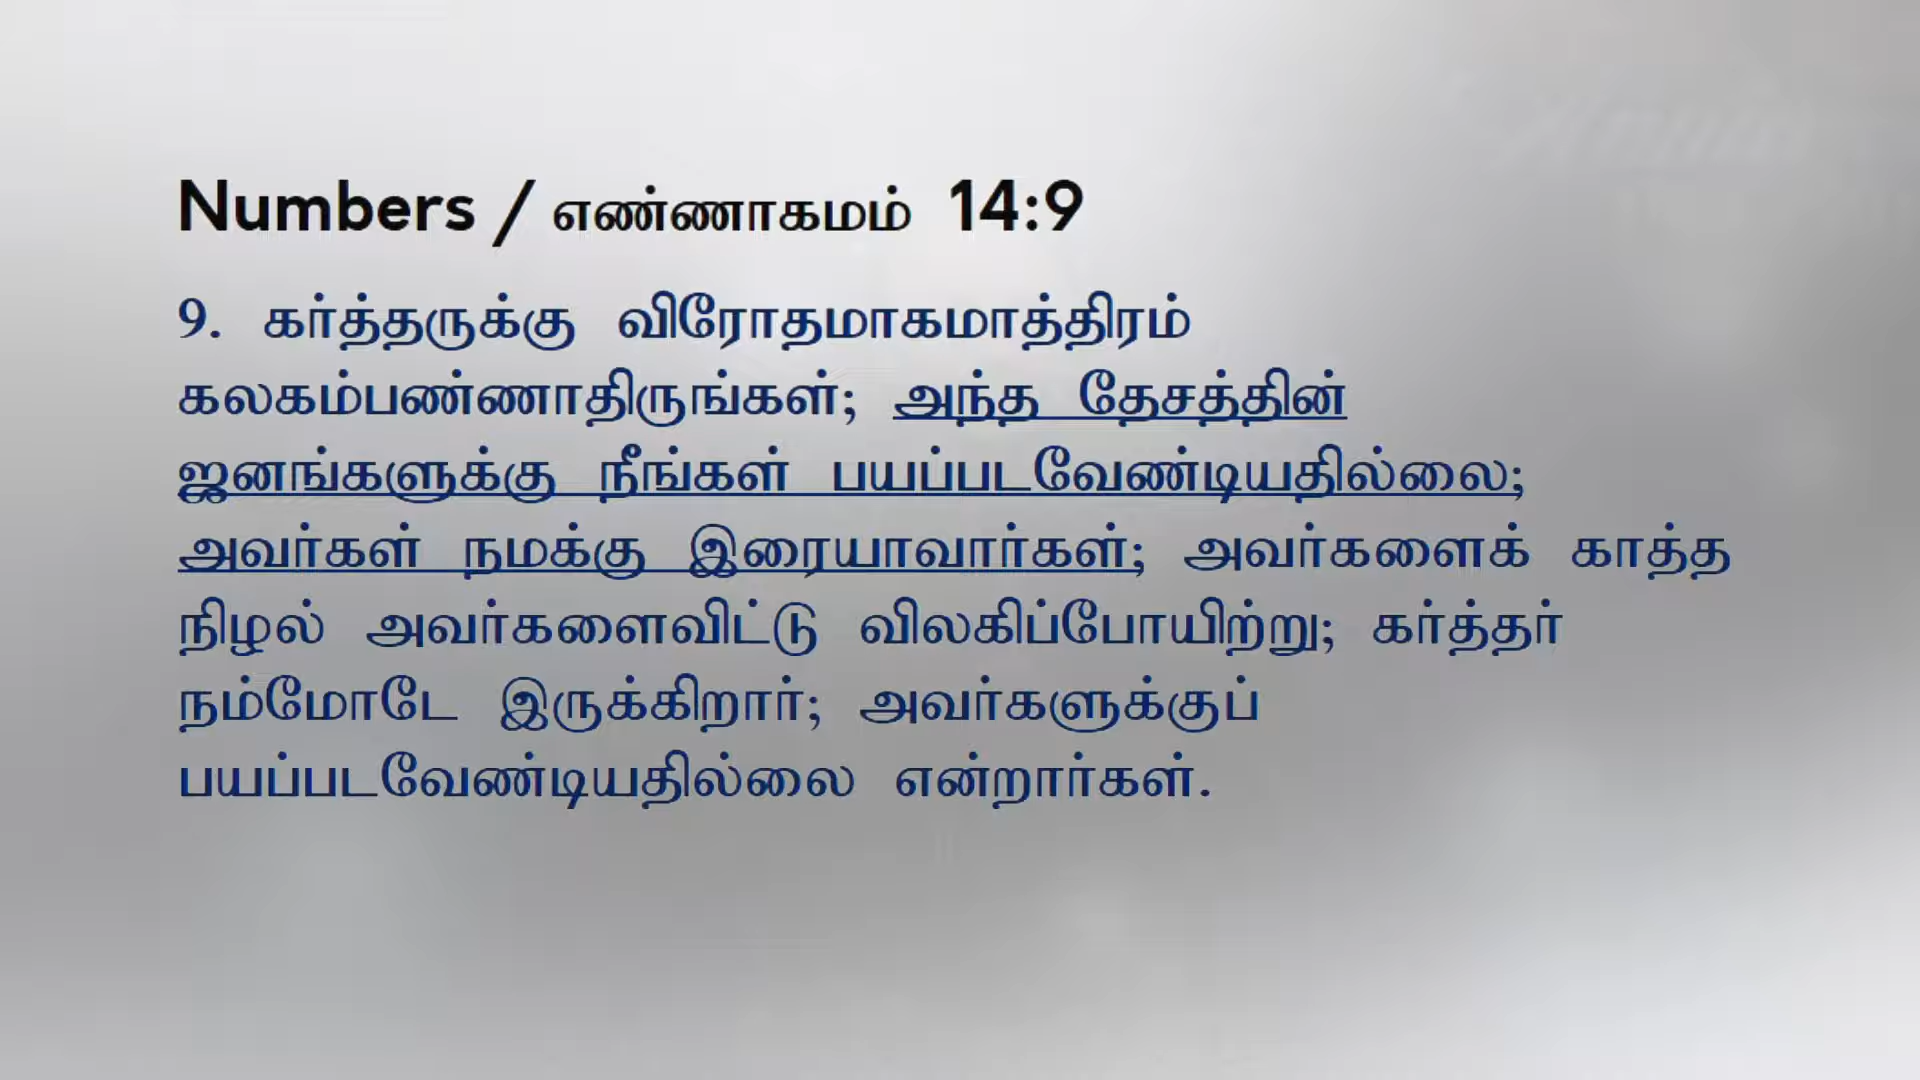 Numbers / எண்ணாகமம் 14:9
9. கர்த்தருக்கு விரோதமாகமாத்திரம்
கலகம்பண்ணாதிருங்கள்; அந்த தேசத்தின்
ஜனங்களுக்கு நீங்கள் பயப்படவேண்டியதில்லை;
அவர்கள் நமக்கு இரையாவார்கள்; அவர்களைக் காத்த
நிழல் அவர்களைவிட்டு விலகிப்போயிற்று; கர்த்தர்
நம்மோடே இருக்கிறார்; அவர்களுக்குப்
பயப்படவேண்டியதில்லை என்றார்கள்.